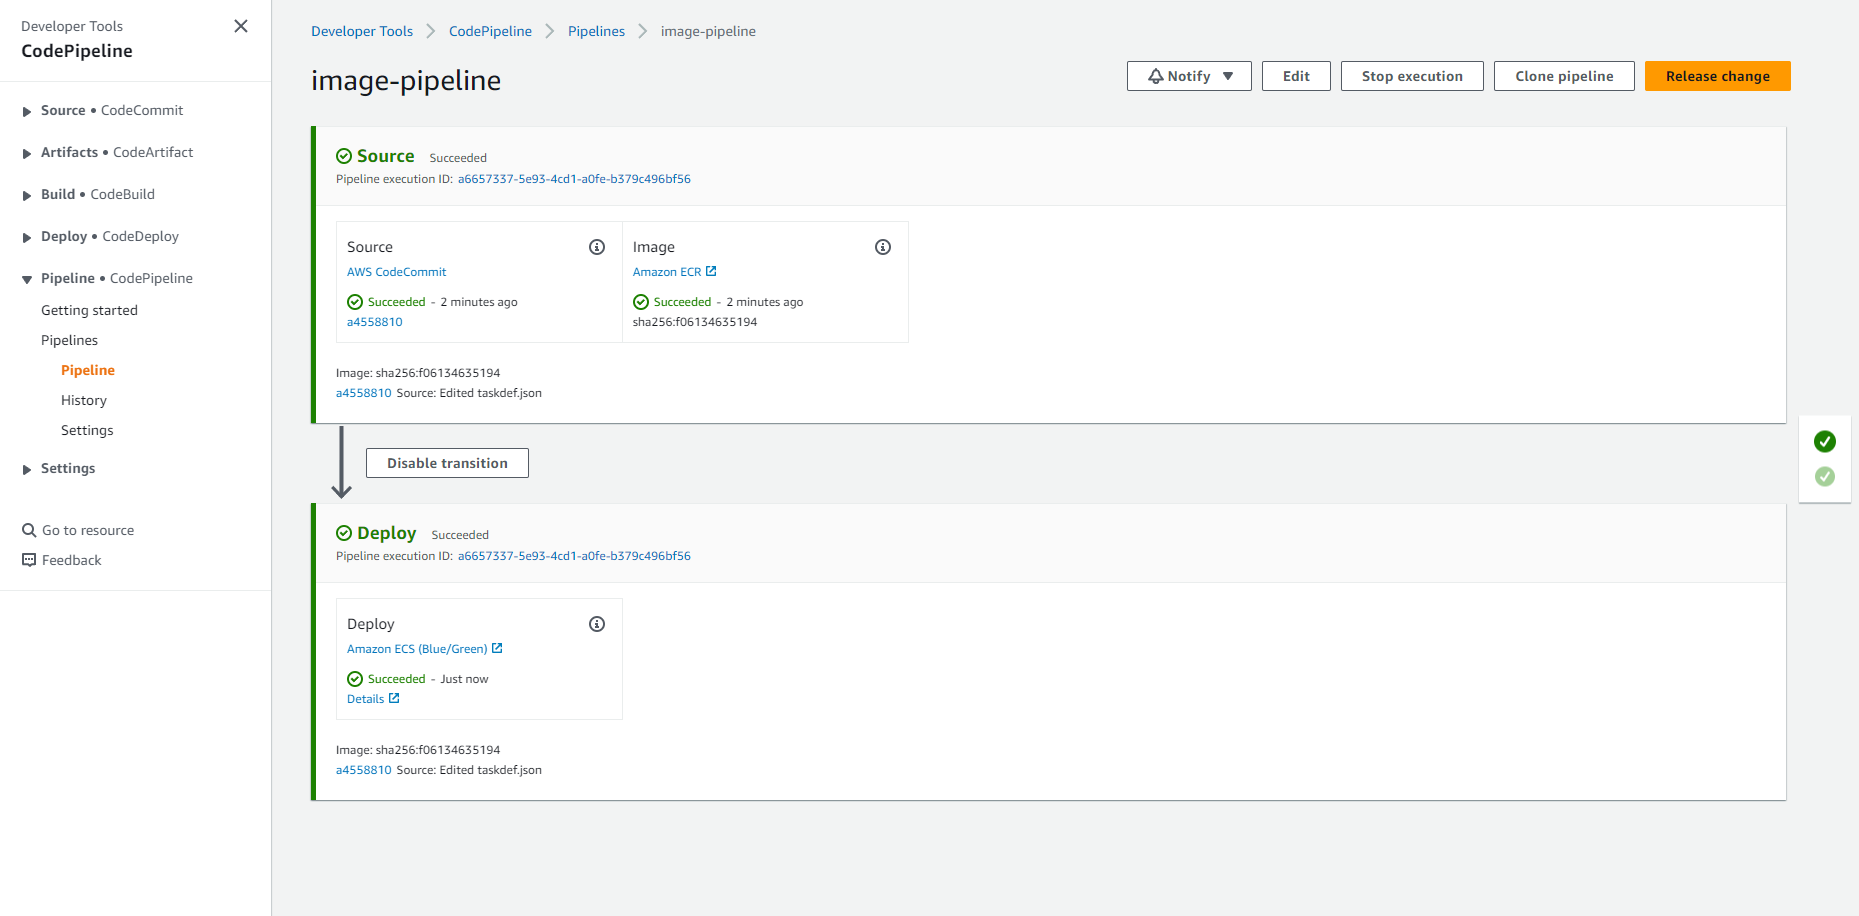 Developer Tools
CodePipeline
Source • CodeCommit
Artifacts • CodeArtifact
Build • CodeBuild
Deploy • CodeDeploy
Pipeline • CodePipeline
Getting started
Pipelines
Pipeline
History
Settings
Settings
Go to resource
Feedback
Developer Tools CodePipeline Pipelines image-pipeline
image-pipeline
Notify Edit Stop execution Clone pipeline Release change
Source Succeeded
Pipeline execution ID: a6657337-5e93-4cd1-a0fe-b379c496bf56
Source
AWS CodeCommit
Succeeded - 2 minutes ago
a4558810
Image
Amazon ECR
Succeeded - 2 minutes ago
sha256:f06134635194
Image: sha256:f06134635194
a4558810 Source: Edited taskdef.json
Disable transition
Deploy Succeeded
Pipeline execution ID: a6657337-5e93-4cd1-a0fe-b379c496bf56
Deploy
Amazon ECS (Blue/Green)
Succeeded - Just now
Details
Image: sha256:f06134635194
a4558810 Source: Edited taskdef.json